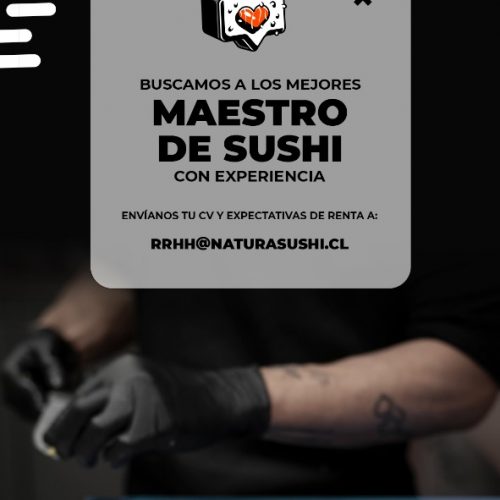 BUSCAMOS A LOS MEJORES
MAESTRO
DE SUSHI
CON EXPERIENCIA
ENVÍANOS TU CV Y EXPECTATIVAS DE RENTA A:
RRHH@NATURASUSHI.CL